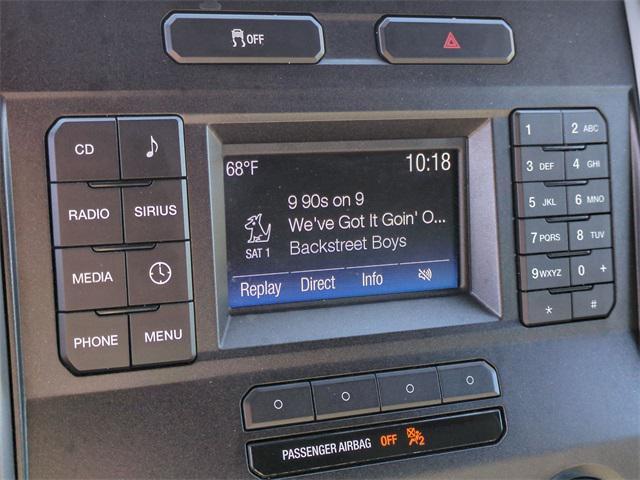 OFF
CD
RADIO SIRIUS
MEDIA
PHONE MENU
68°F 10:18
9 90s on 9
We've Got It Goin' O...
Backstreet Boys
SAT 1
Replay Direct Info
1 2 ABC
3 DEF 4 GHI
5 JKL 6 MNO
7 PQRS 8 TUV
9 WXYZ 0 +
* #
PASSENGER AIRBAG OFF 2